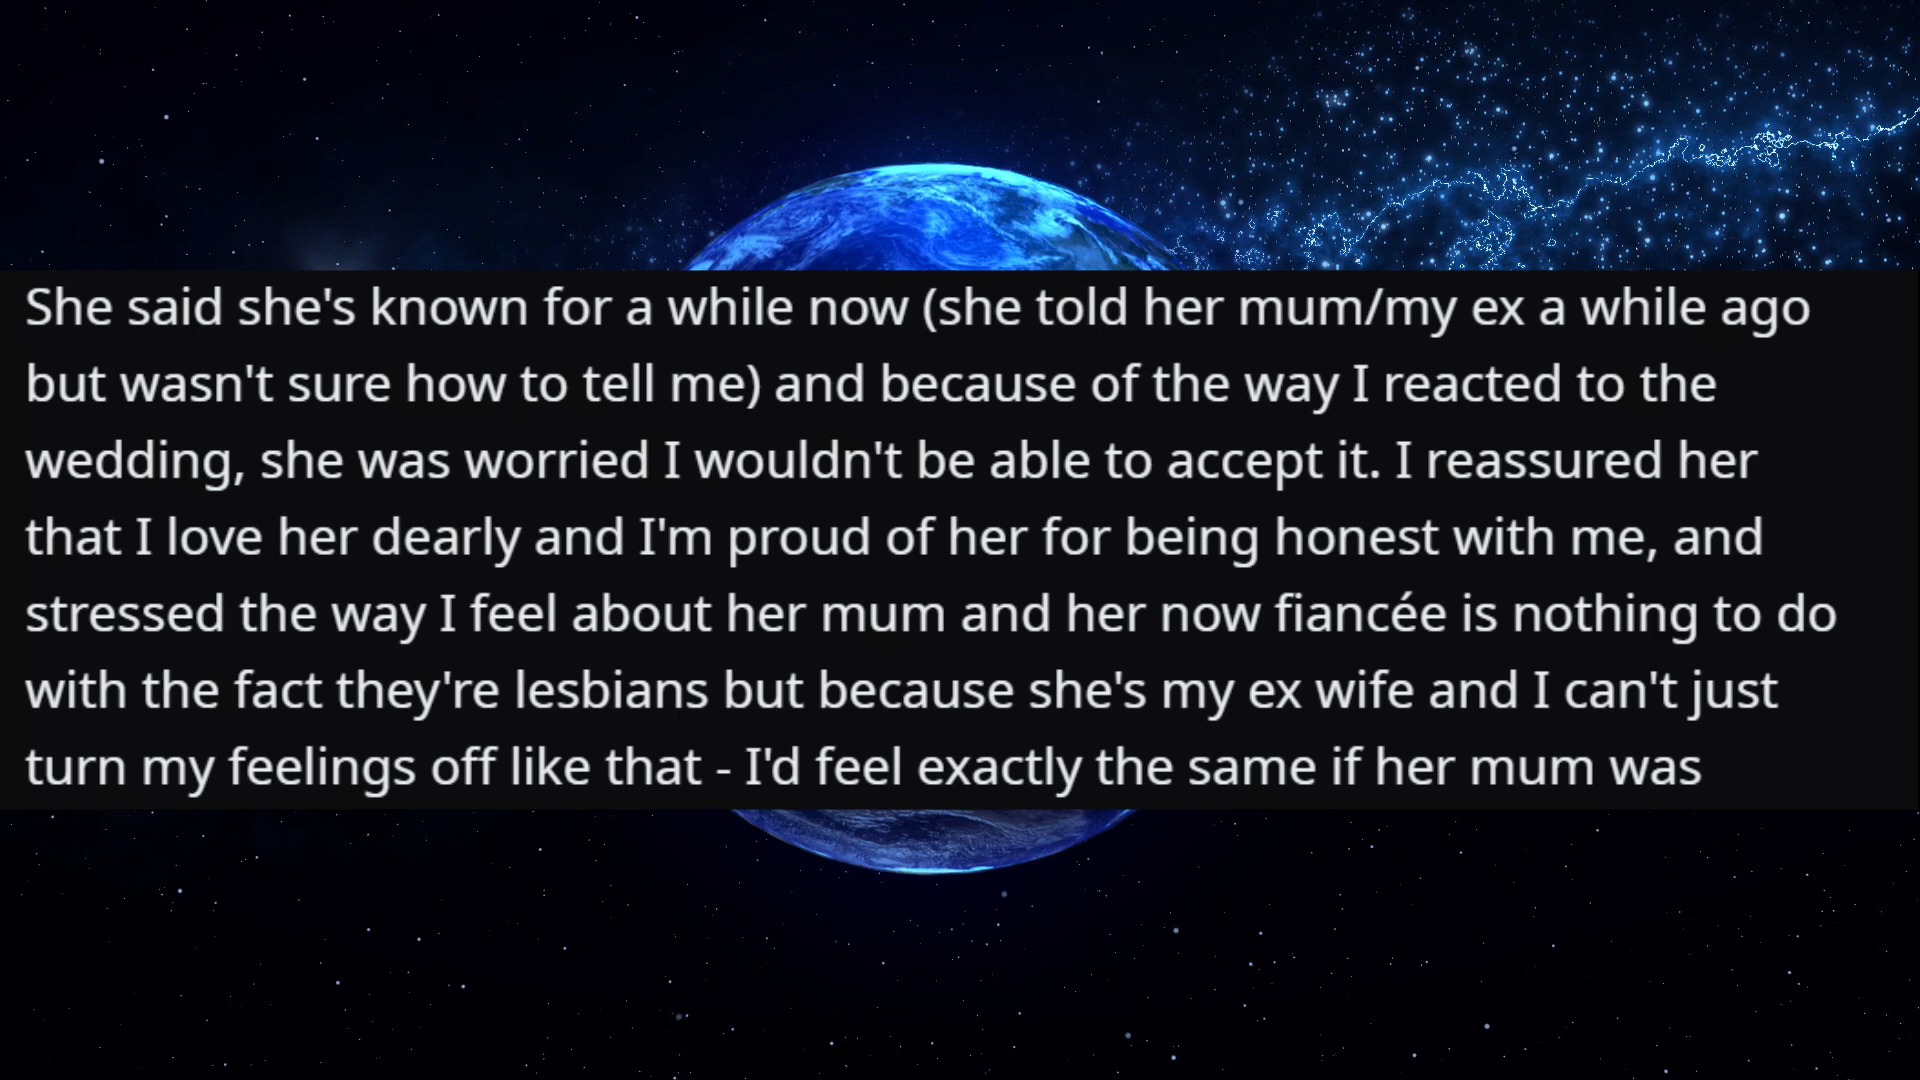 She said she's known for a while now (she told her mum/my ex a while ago
but wasn't sure how to tell me) and because of the way I reacted to the
wedding, she was worried I wouldn't be able to accept it. I reassured her
that I love her dearly and I'm proud of her for being honest with me, and
stressed the way I feel about her mum and her now fiancée is nothing to do
with the fact they're lesbians but because she's my ex wife and I can't just
turn my feelings off like that - I'd feel exactly the same if her mum was